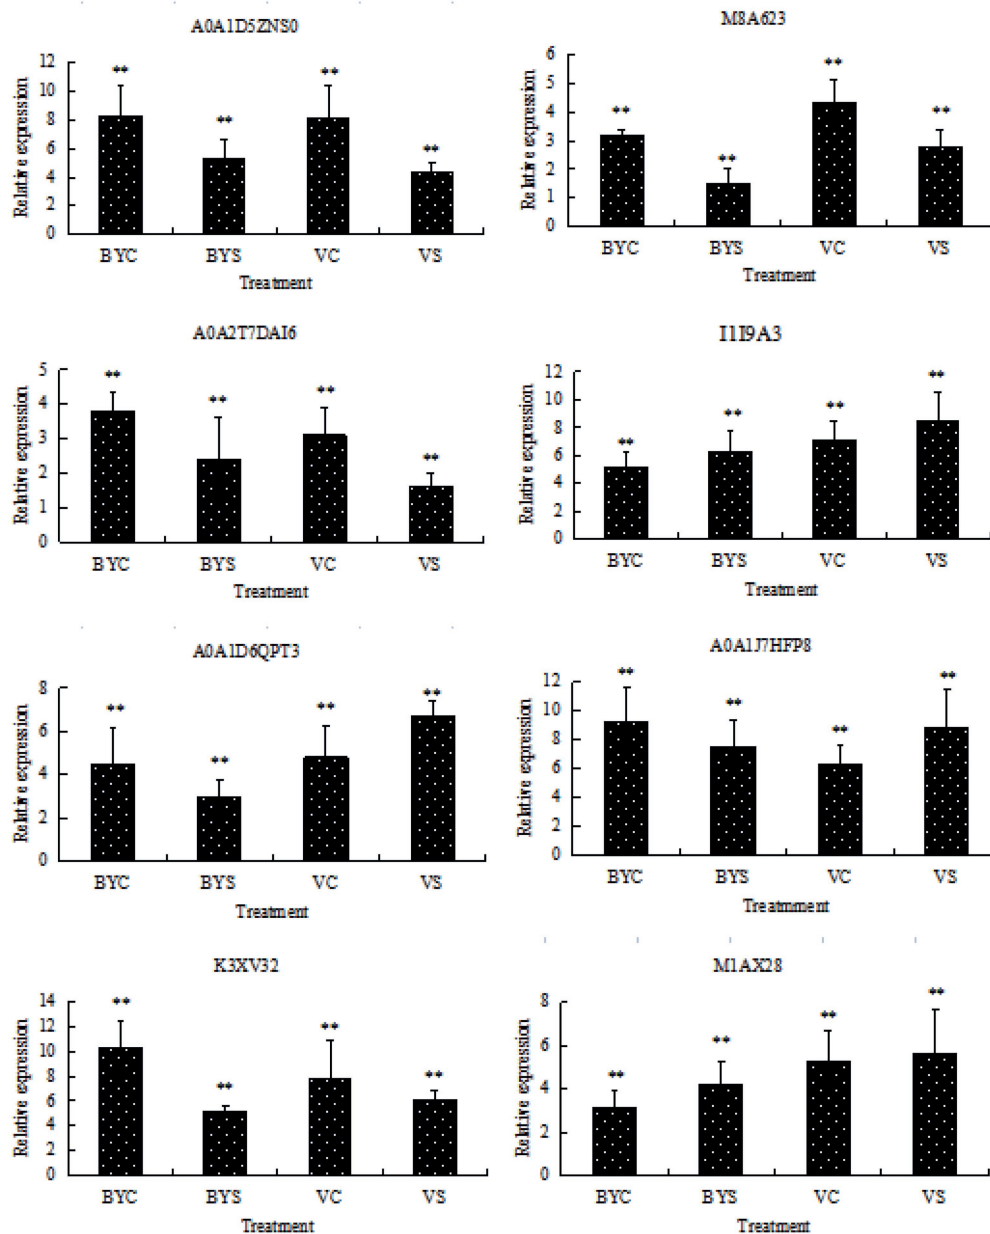 A0A1D5ZNS0
Relative expression
12
10
8
6
4
2
0
** ** ** **
BYC BYS VC VS
Treatment
M8A623
Relative expression
6
5
4
3
2
1
0
** ** ** **
BYC BYS VC VS
Treatment
A0A2T7DAI6
Relative expression
5
4
3
2
1
0
** ** ** **
BYC BYS VC VS
Treatment
I1I9A3
Relative expression
12
10
8
6
4
2
0
** ** ** **
BYC BYS VC VS
Treatment
A0A1D6QPT3
Relative expression
8
6
4
2
0
** ** ** **
BYC BYS VC VS
Treatment
A0A1J7HFP8
Relative expression
12
10
8
6
4
2
0
** ** ** **
BYC BYS VC VS
Treatmment
K3XV32
Relative expression
14
12
10
8
6
4
2
0
** ** ** **
BYC BYS VC VS
Treatment
M1AX28
Relative expression
8
6
4
2
0
** ** ** **
BYC BYS VC VS
Treatment